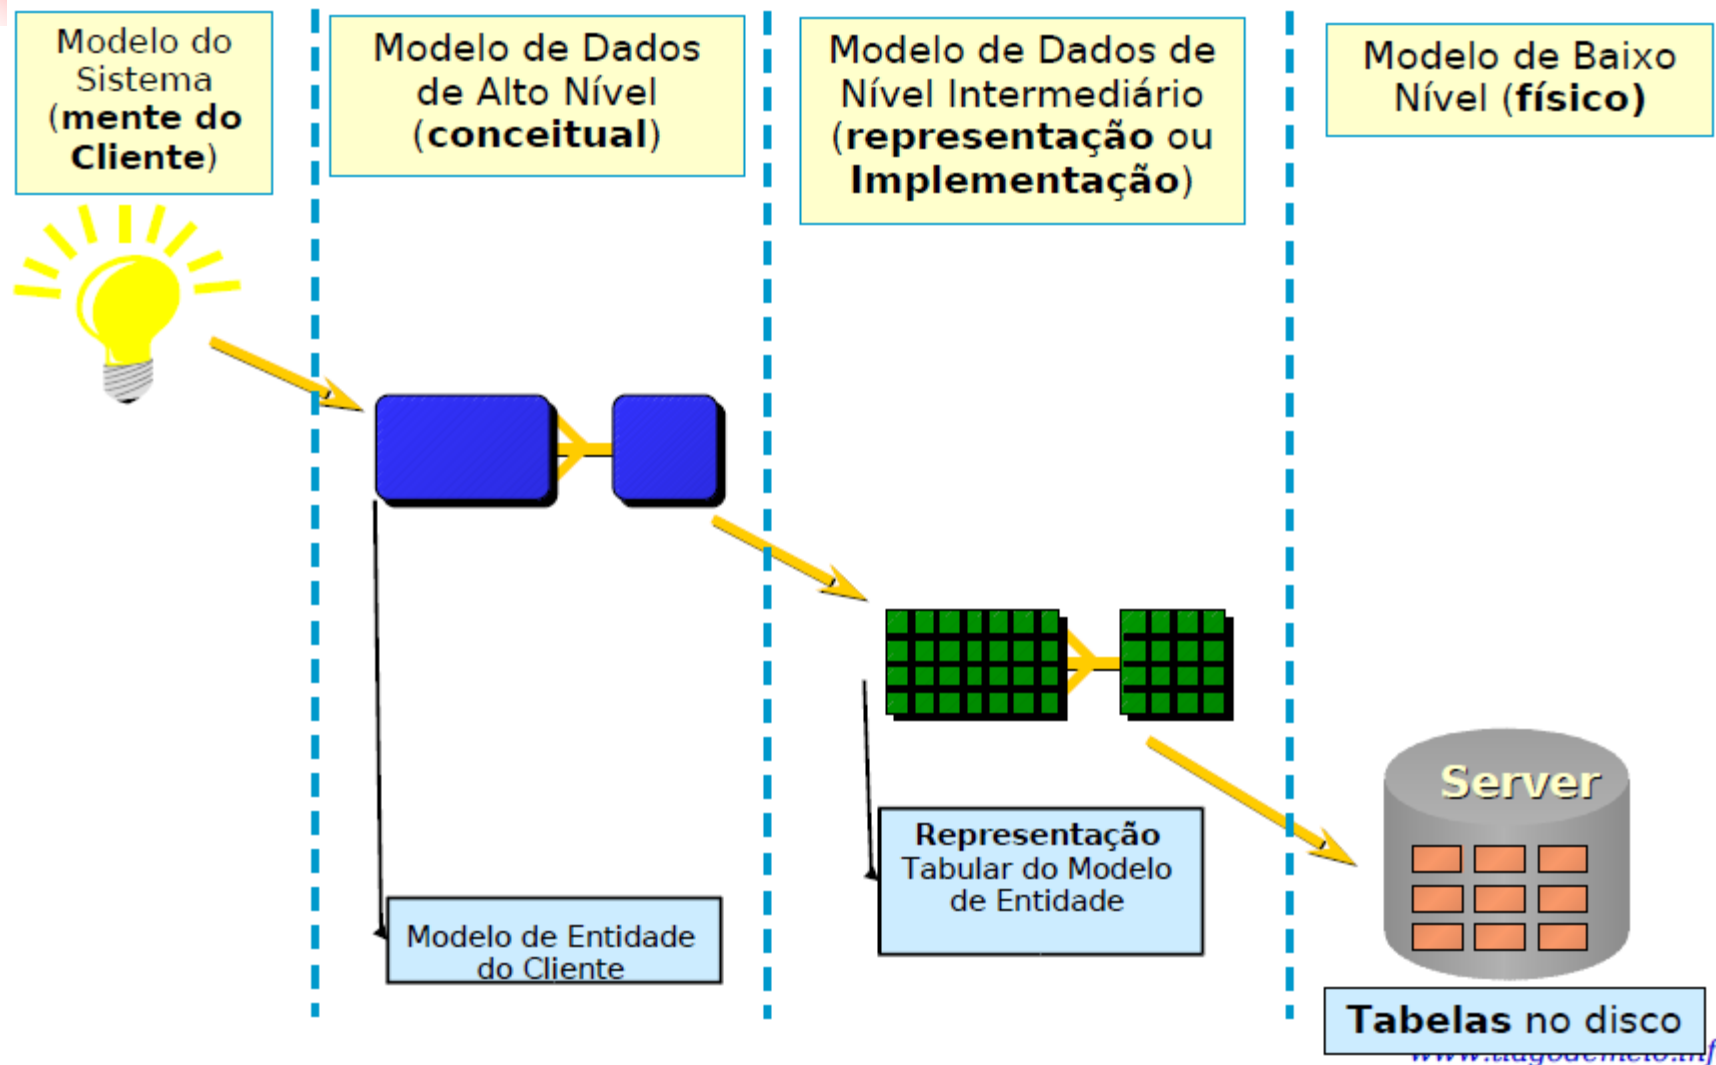 Modelo do
Sistema
(mente do
Cliente)
Modelo de Dados
de Alto Nível
(conceitual)
Modelo de Dados de
Nível Intermediário
(representação ou
Implementação)
Modelo de Baixo
Nível (físico)
Server
Representação
Tabular do Modelo
de Entidade
Modelo de Entidade
do Cliente
Tabelas no disco